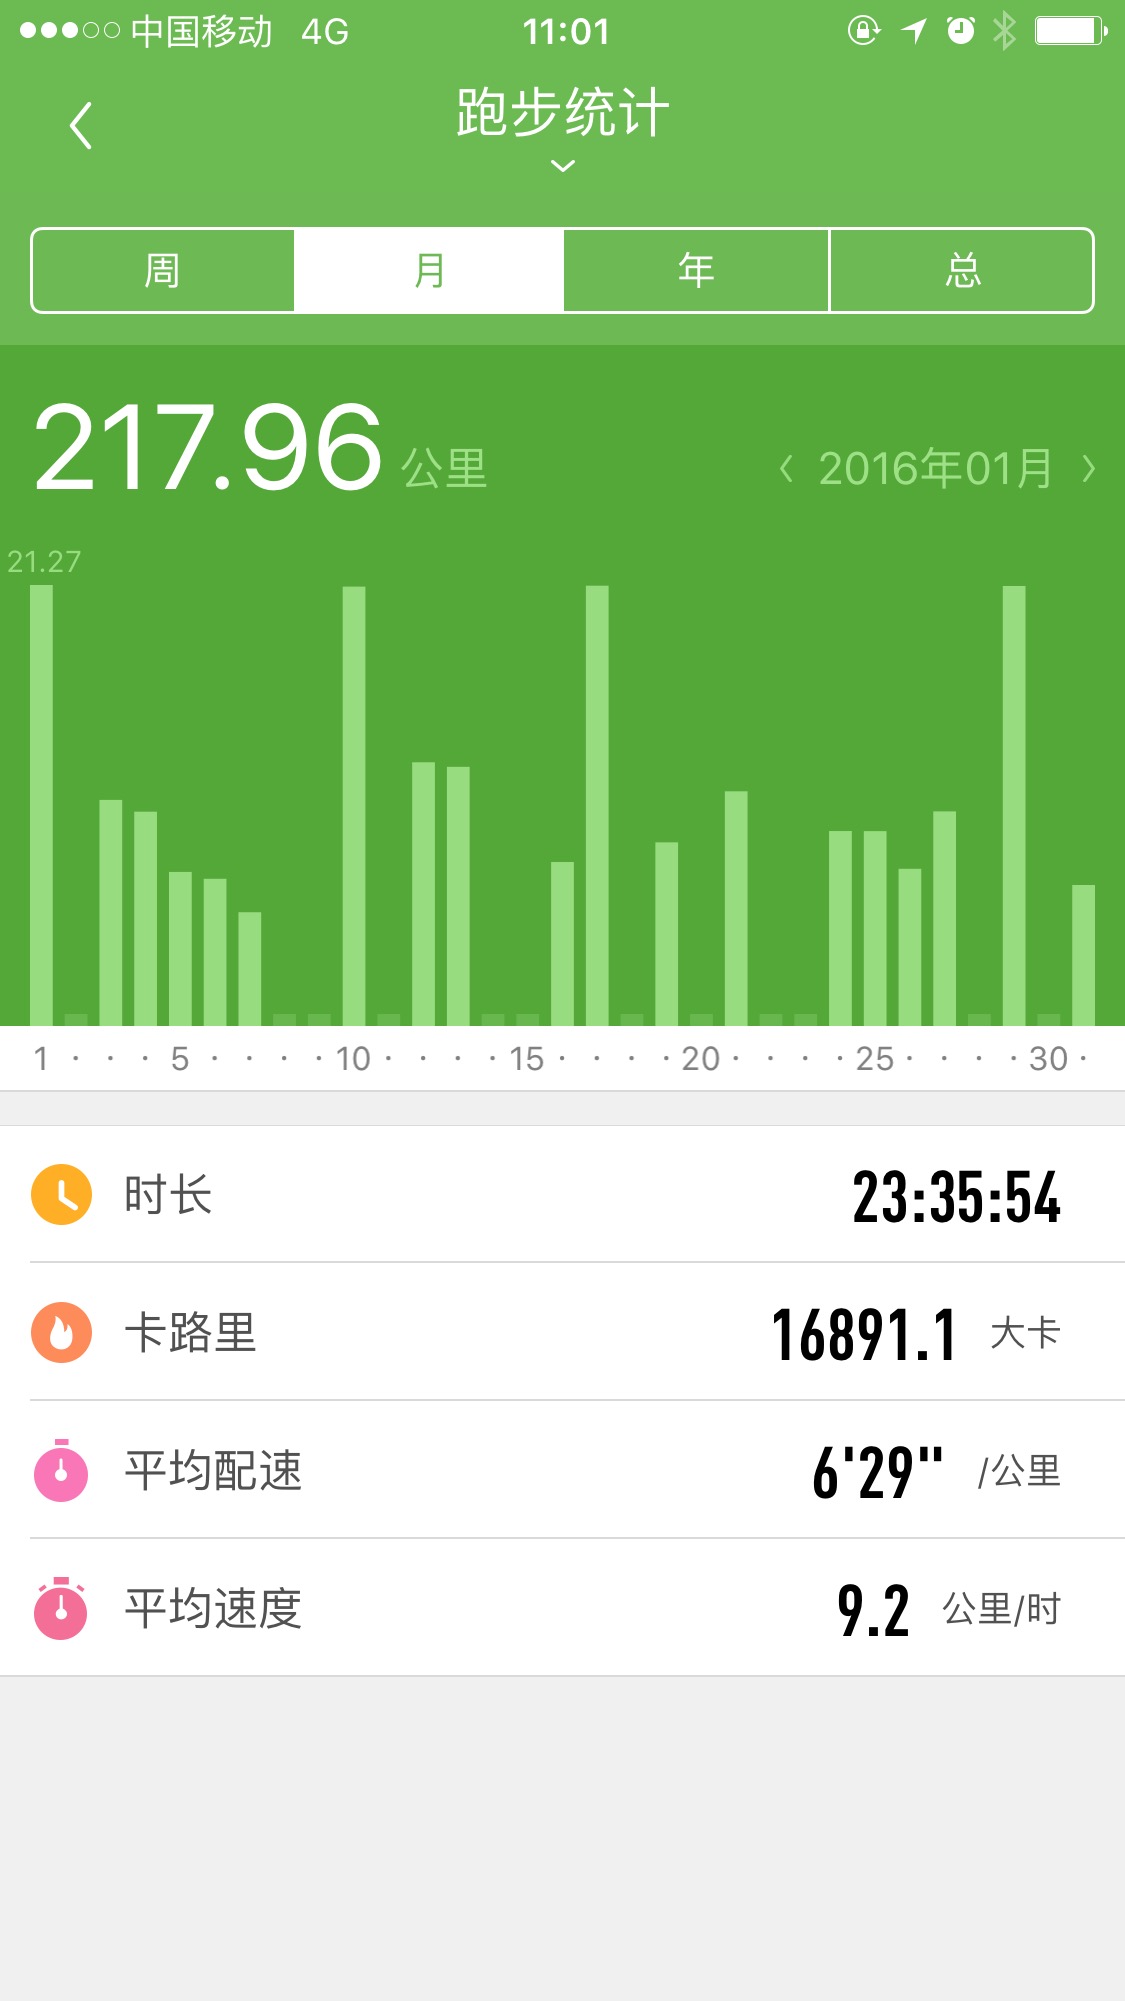 中国移动 4G 11:01
跑步统计
周 月 年 总
217.96 公里 2016年01月
21.27
1 · · · 5 · · · · 10 · · · · 15 · · · · 20 · · · · 25 · · · · 30 ·
时长 23:35:54
卡路里 16891.1 大卡
平均配速 6'29" /公里
平均速度 9.2 公里/时